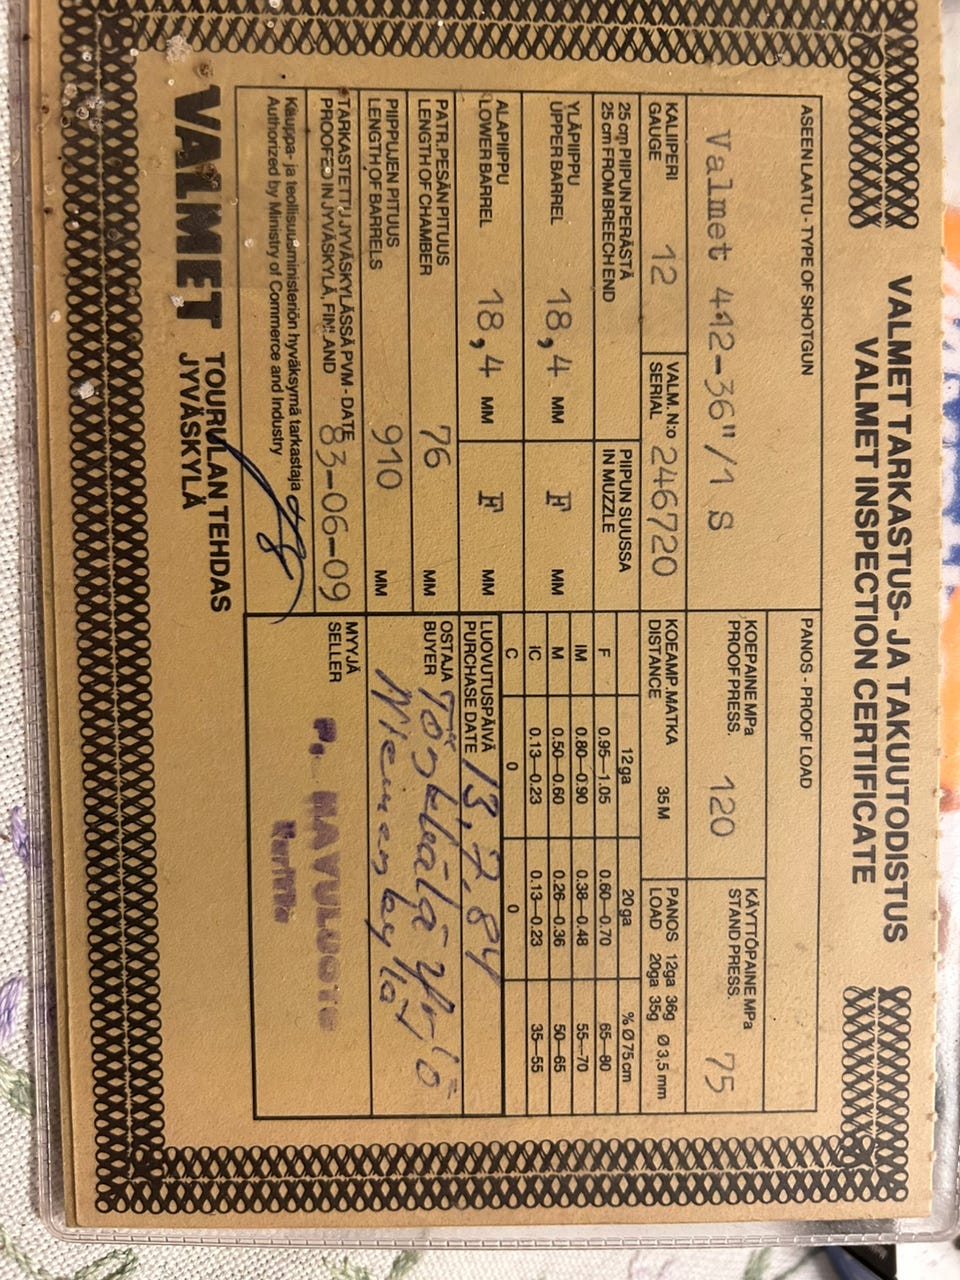 VALMET TARKASTUS- JA TAKUUTODISTUS
VALMET INSPECTION CERTIFICATE
ASEEN LAATU - TYPE OF SHOTGUN
Valmet 412-36"/1 S
PANOS - PROOF LOAD
KOEPAINE MPa
PROOF PRESS. 120
KÄYTTÖPAINE MPa
STAND PRESS. 75
KALIIPERI
GAUGE 12
VALM. N:o
SERIAL 246720
KOEAMP.MATKA
DISTANCE 35 M
PANOS 12ga 36g
LOAD 20ga 35g Ø 3,5 mm
25 cm PIIPUN PERÄSTÄ
25 cm FROM BREECH END
PIIPUN SUUSSA
IN MUZZLE
12ga 20ga % Ø 75 cm
F 0.95—1.05 0.60—0.70 65—80
IM 0.80—0.90 0.38—0.48 55—70
M 0.50—0.60 0.26—0.36 50—65
IC 0.13—0.23 0.13—0.23 35—55
C 0 0
YLÄPIIPPU
UPPER BARREL 18,4 MM F MM
ALAPIIPPU
LOWER BARREL 18,4 MM F MM
PATR.PESÄN PITUUS
LENGTH OF CHAMBER 76 MM
PIIPPUJEN PITUUS
LENGTH OF BARRELS 910 MM
TARKASTETTU JYVÄSKYLÄSSÄ PVM - DATE
PROOFED IN JYVÄSKYLÄ, FINLAND 83-06-09
Kauppa- ja teollisuusministeriön hyväksymä tarkastaja
Authorized by Ministry of Commerce and Industry
LUOVUTUSPÄIVÄ
PURCHASE DATE 13.7.84
OSTAJA
BUYER
MYYJÄ
SELLER
P. HAVULUOTO
VALMET
TOURULAN TEHDAS
JYVÄSKYLÄ